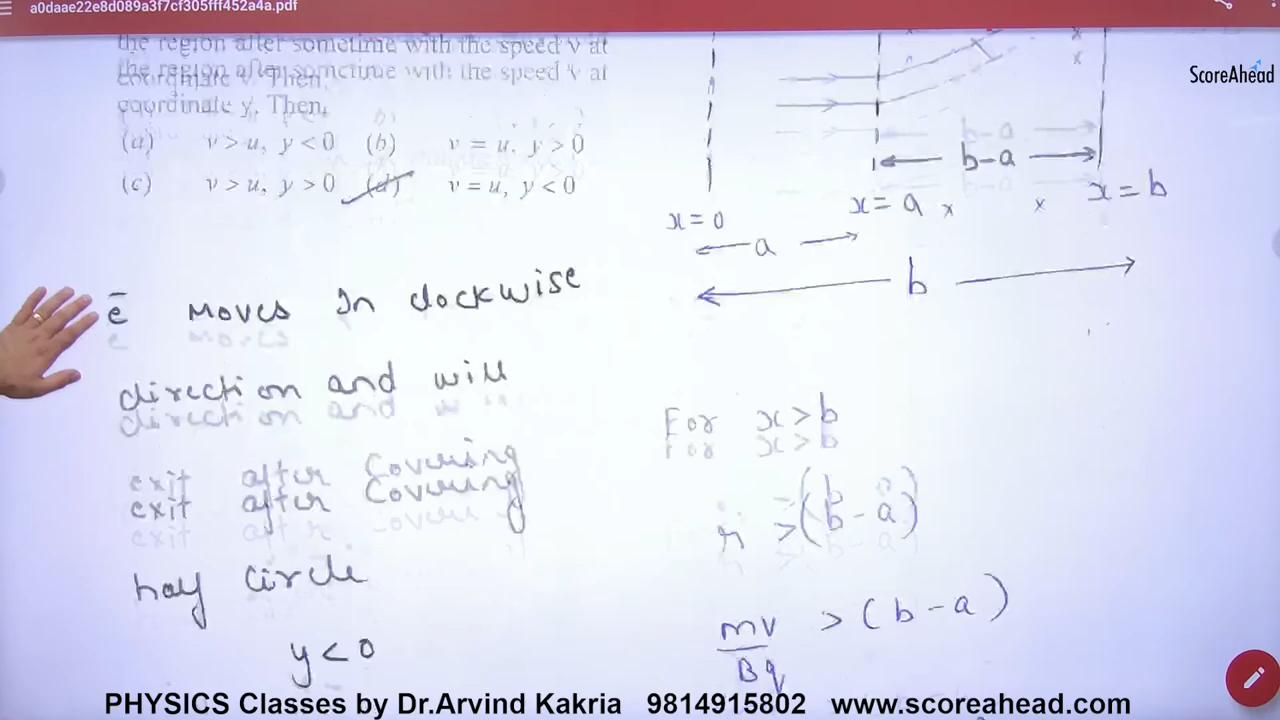 a0daae22e8d089a3f7cf305fff452a4a.pdf
ScoreAhead
the region after sometime with the speed v at
coordinate y. Then,
(a) v > u, y < 0 (b) v = u, y > 0
(c) v > u, y > 0 (d) v = u, y < 0
b-a
x = 0
x = a x x x = b
a
b
e̅ moves In clockwise
direction and will
exit after Covering
half Circle
y < 0
For x > b
r > (b - a)
mv/Bq > (b - a)
PHYSICS Classes by Dr.Arvind Kakria 9814915802 www.scoreahead.com